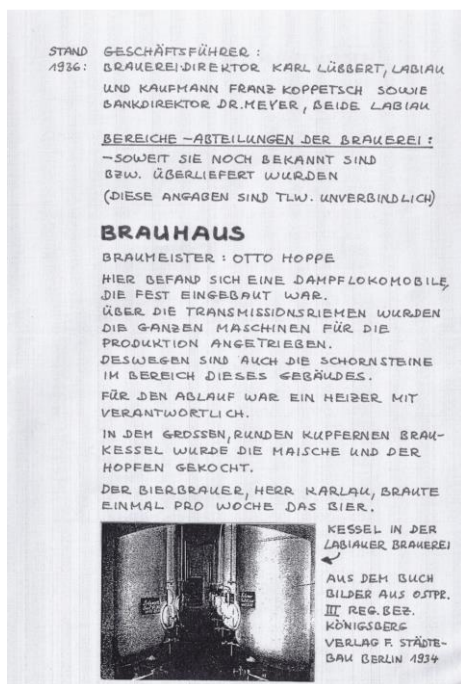 STAND GESCHÄFTSFÜHRER :
1936: BRAUEREIDIREKTOR KARL LÜBBERT, LABIAU
UND KAUFMANN FRANZ KOPPETSCH SOWIE
BANKDIREKTOR DR. MEYER, BEIDE LABIAU
BEREICHE -ABTEILUNGEN DER BRAUEREI :
-SOWEIT SIE NOCH BEKANNT SIND
BZW. ÜBERLIEFERT WURDEN
(DIESE ANGABEN SIND TLW. UNVERBINDLICH)
BRAUHAUS
BRAUMEISTER : OTTO HOPPE
HIER BEFAND SICH EINE DAMPFLOKOMOBILE,
DIE FEST EINGEBAUT WAR.
ÜBER DIE TRANSMISSIONSRIEMEN WURDEN
DIE GANZEN MASCHINEN FÜR DIE
PRODUKTION ANGETRIEBEN.
DESWEGEN SIND AUCH DIE SCHORNSTEINE
IM BEREICH DIESES GEBÄUDES.
FÜR DEN ABLAUF WAR EIN HEIZER MIT
VERANTWORTLICH.
IN DEM GROSSEN, RUNDEN KUPFERNEN BRAU-
KESSEL WURDE DIE MAISCHE UND DER
HOPFEN GEKOCHT.
DER BIERBRAUER, HERR KARLAU, BRAUTE
EINMAL PRO WOCHE DAS BIER.
KESSEL IN DER
LABIAUER BRAUEREI
AUS DEM BUCH
BILDER AUS OSTPR.
III REG. BEZ.
KÖNIGSBERG
VERLAG F. STÄDTE-
BAU BERLIN 1934